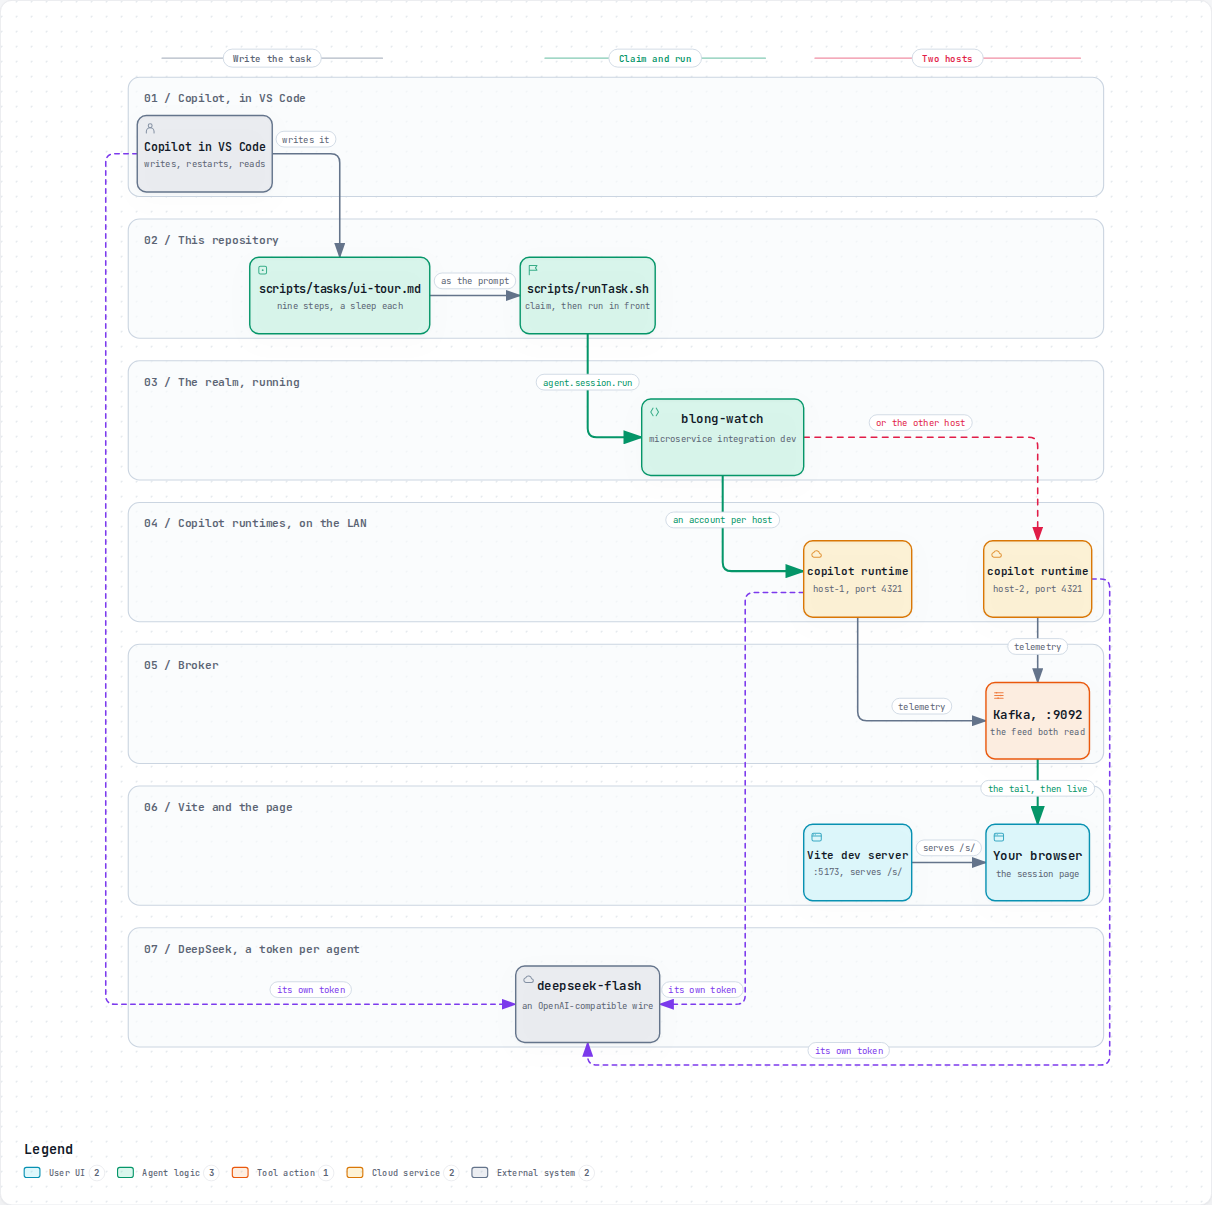 Write the task
Claim and run
Two hosts
01 / Copilot, in VS Code
Copilot in VS Code
writes, restarts, reads
writes it
02 / This repository
scripts/tasks/ui-tour.md
nine steps, a sleep each
as the prompt
scripts/runTask.sh
claim, then run in front
03 / The realm, running
agent.session.run
blong-watch
microservice integration dev
or the other host
04 / Copilot runtimes, on the LAN
an account per host
copilot runtime
host-1, port 4321
copilot runtime
host-2, port 4321
05 / Broker
telemetry
telemetry
Kafka, :9092
the feed both read
06 / Vite and the page
the tail, then live
Vite dev server
:5173, serves /s/
serves /s/
Your browser
the session page
07 / DeepSeek, a token per agent
its own token
deepseek-flash
an OpenAI-compatible wire
its own token
its own token
Legend
User UI 2
Agent logic 3
Tool action 1
Cloud service 2
External system 2